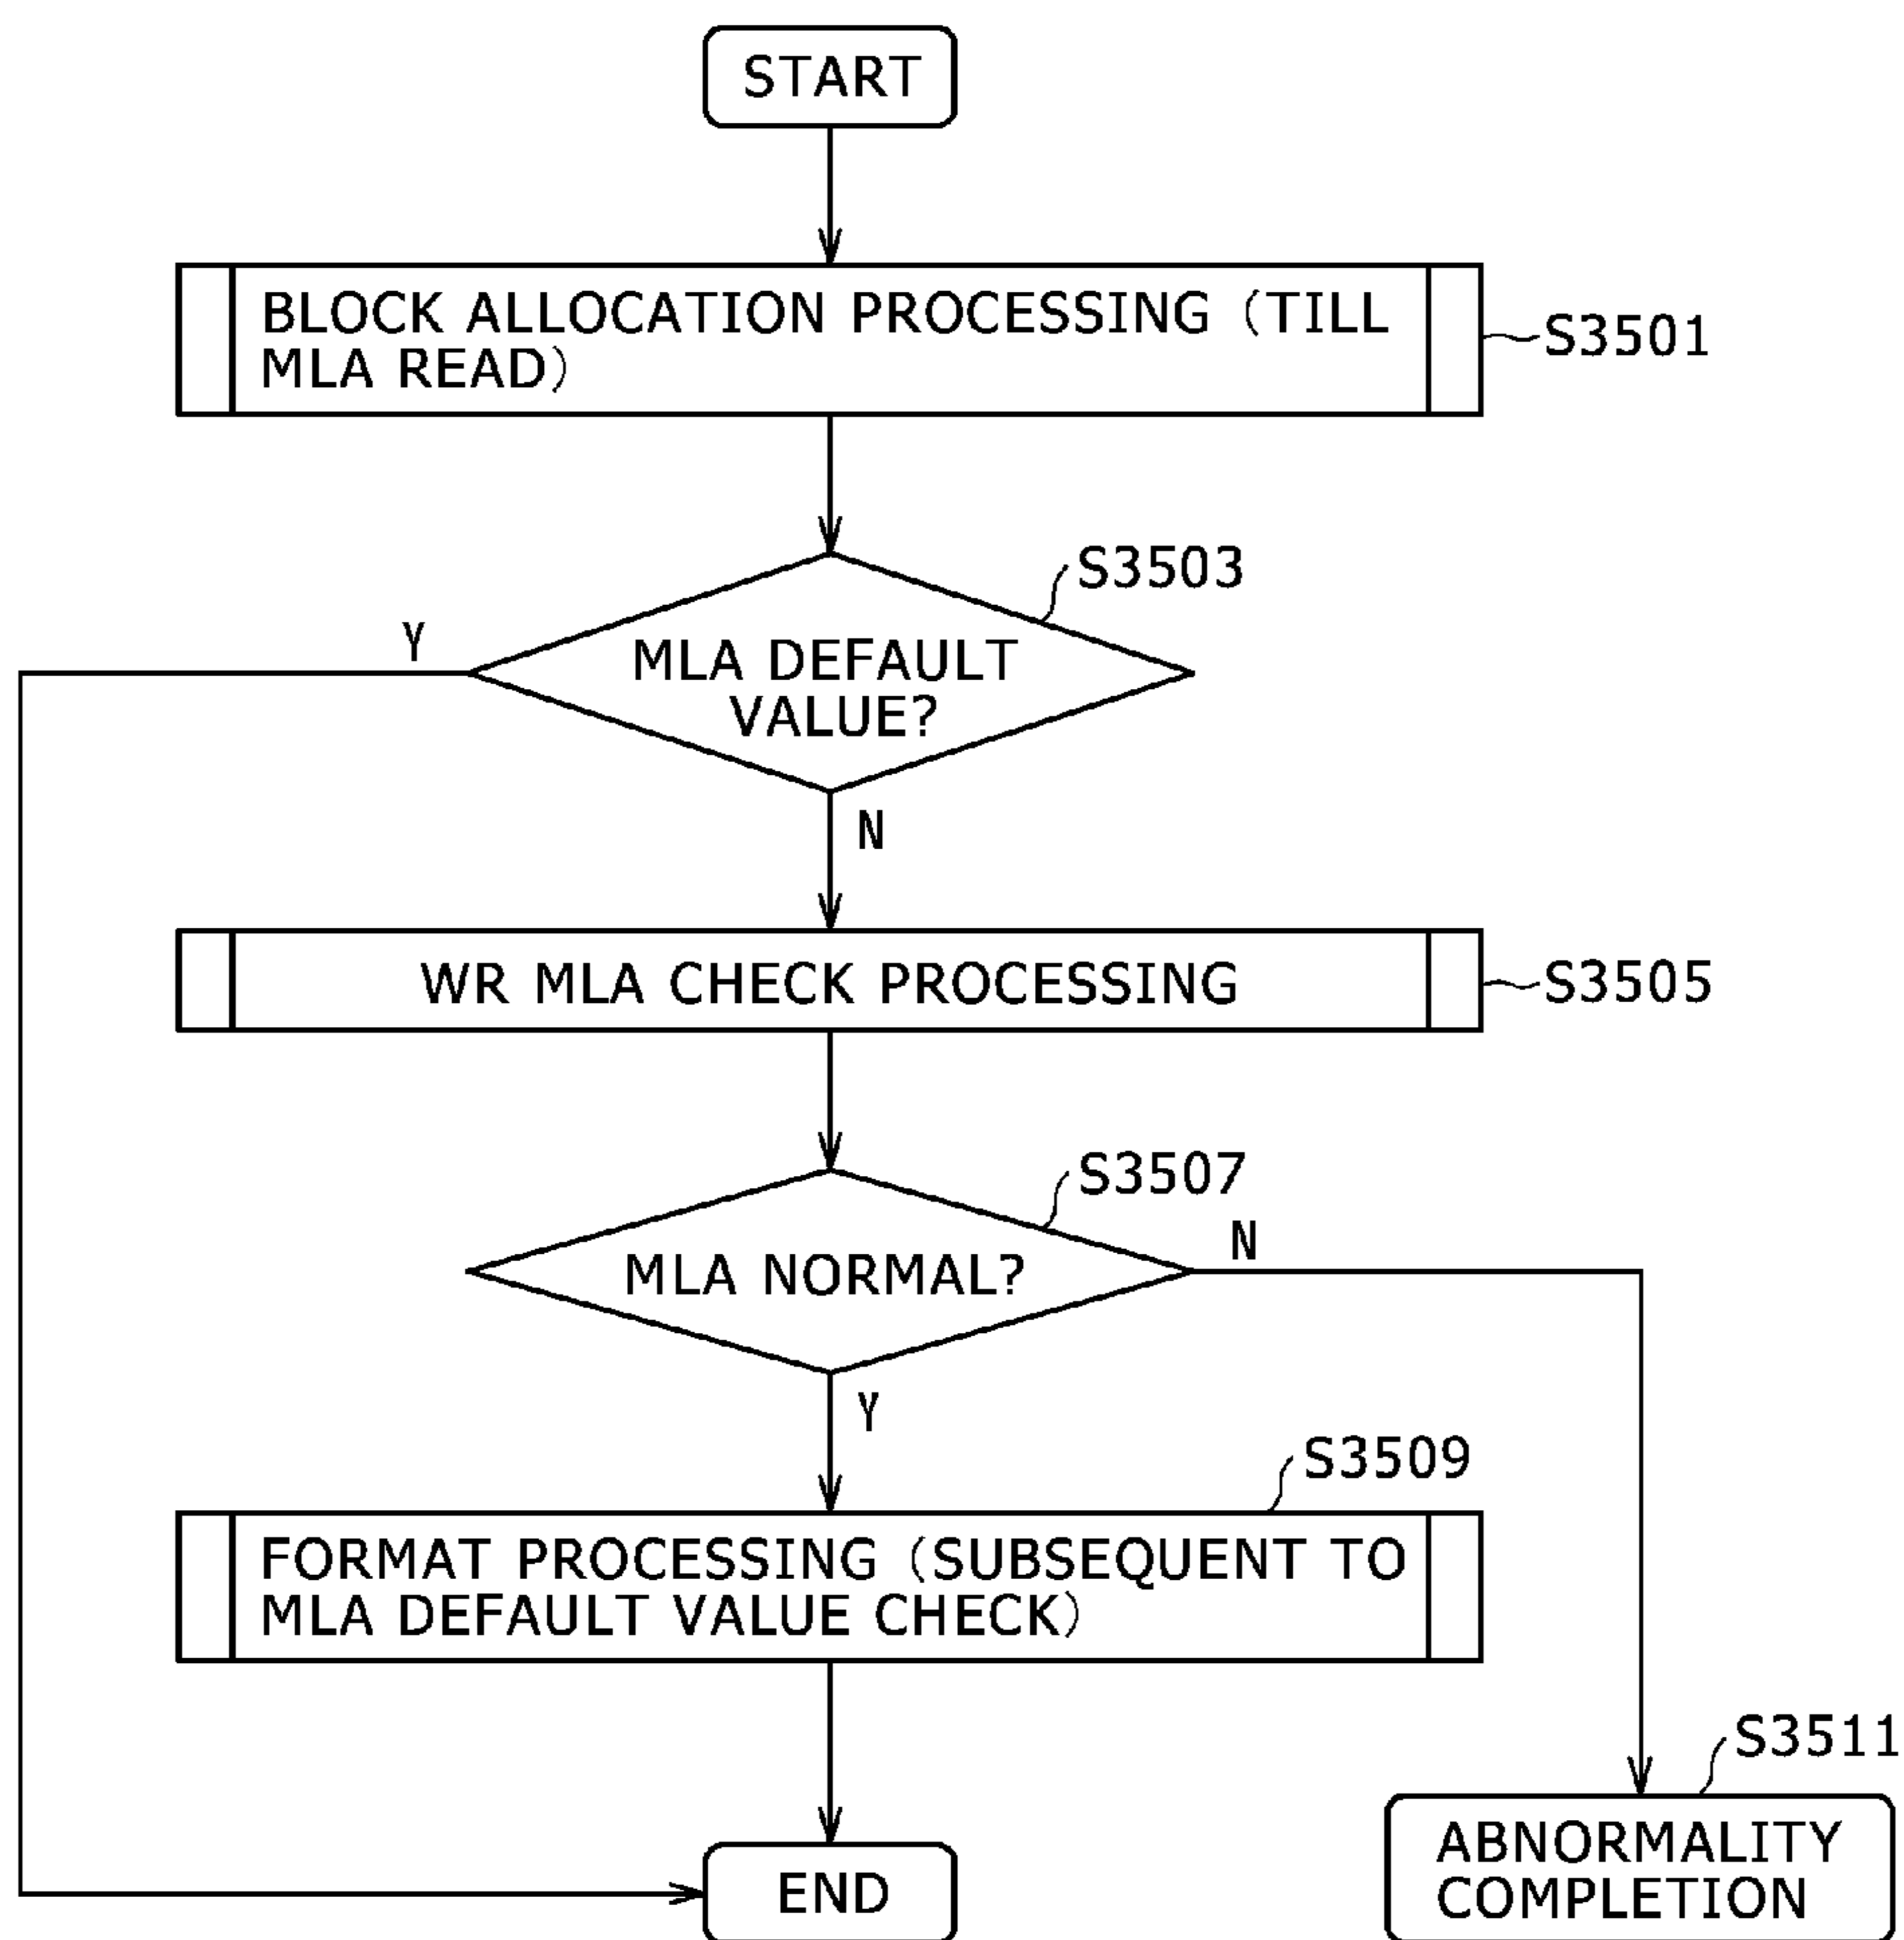 START
BLOCK ALLOCATION PROCESSING (TILL
MLA READ)
S3501
S3503
Y
MLA DEFAULT
VALUE?
N
WR MLA CHECK PROCESSING
S3505
S3507
N
MLA NORMAL?
Y
S3509
FORMAT PROCESSING (SUBSEQUENT TO
MLA DEFAULT VALUE CHECK)
S3511
ABNORMALITY
COMPLETION
END